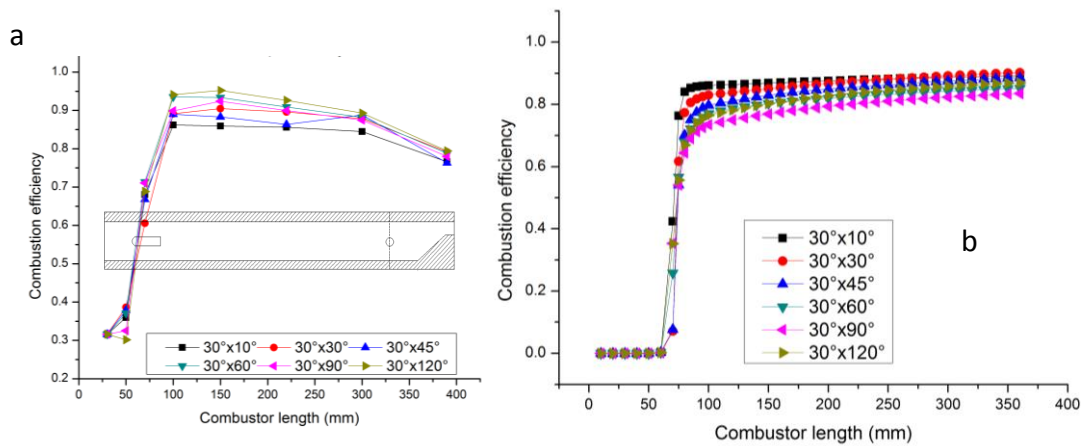 a
1.0
0.9
0.8
0.7
0.6
0.5
0.4
0.3
0.2
Combustion efficiency
30°x10° 30°x30° 30°x45°
30°x60° 30°x90° 30°x120°
0 50 100 150 200 250 300 350 400
Combustor length (mm)
b
1.0
0.8
0.6
0.4
0.2
0.0
Combustion efficiency
30°x10°
30°x30°
30°x45°
30°x60°
30°x90°
30°x120°
0 50 100 150 200 250 300 350 400
Combustor length (mm)